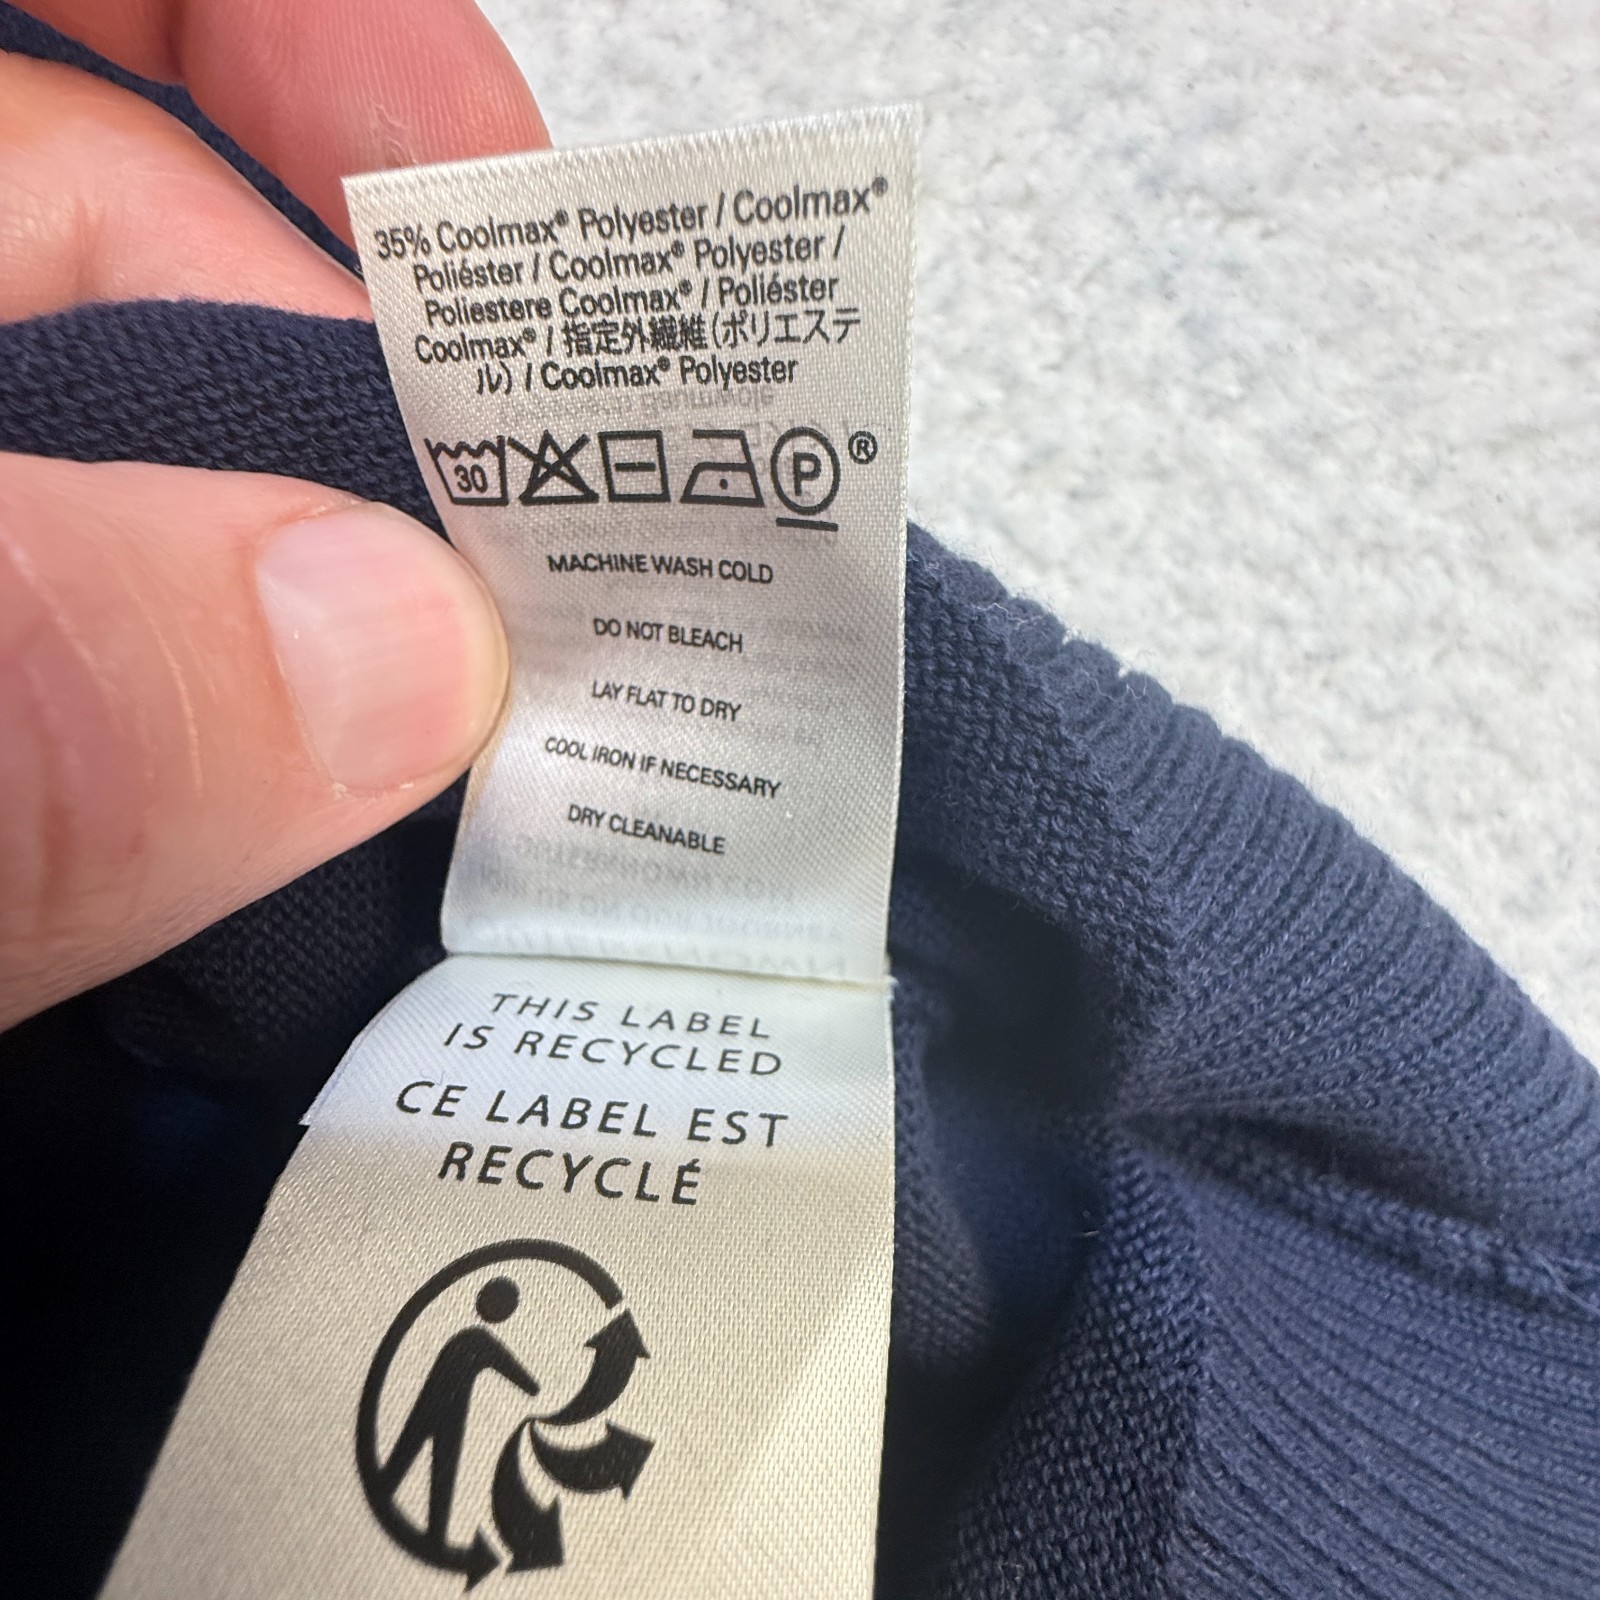 35% Coolmax® Polyester / Coolmax®
Poliéster / Coolmax® Polyester /
Poliestere Coolmax® / Poliéster
Coolmax® / 指定外繊維(ポリエステ
ル) / Coolmax® Polyester
30 P ®
MACHINE WASH COLD
DO NOT BLEACH
LAY FLAT TO DRY
COOL IRON IF NECESSARY
DRY CLEANABLE
THIS LABEL
IS RECYCLED
CE LABEL EST
RECYCLÉ